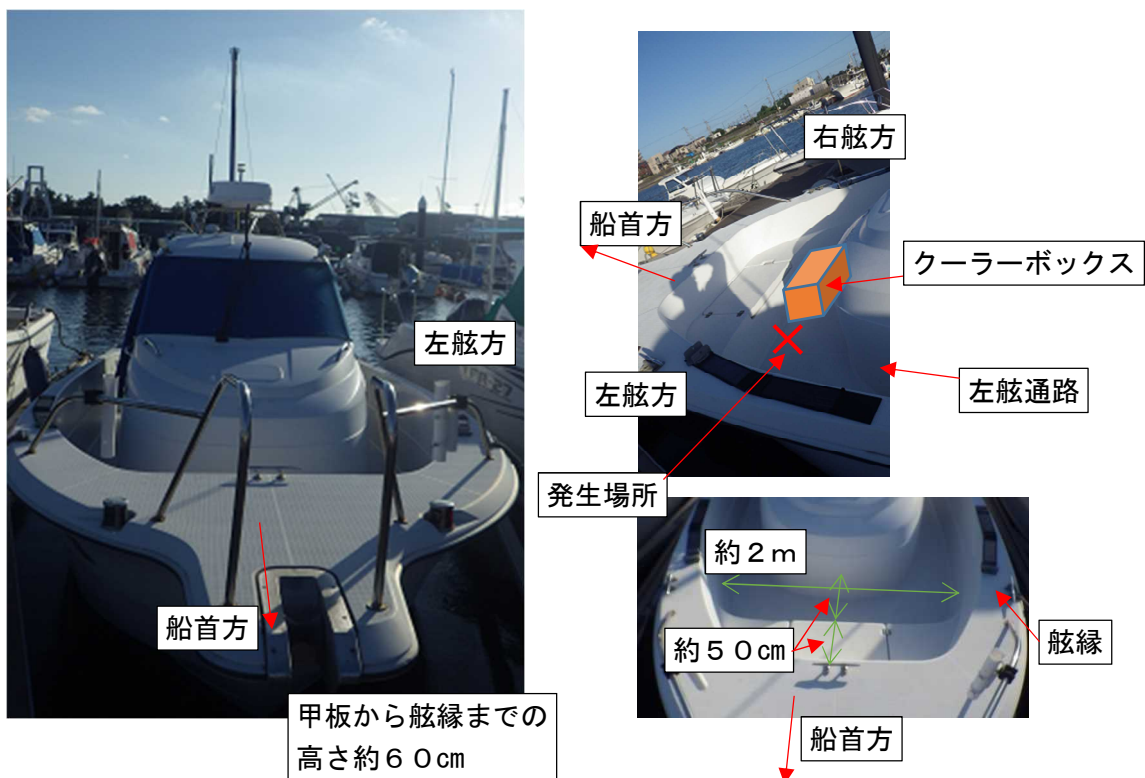 左舷方
船首方
甲板から舷縁までの
高さ約６０㎝
右舷方
船首方
クーラーボックス
左舷方
左舷通路
発生場所
約２ｍ
約５０㎝
舷縁
船首方